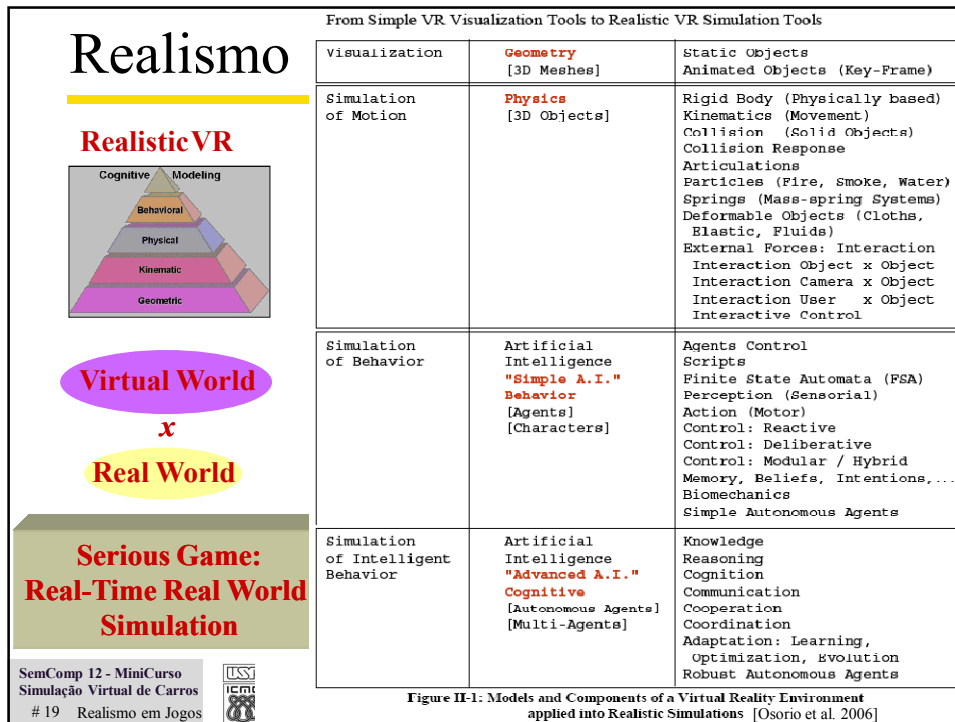 Realismo
RealisticVR
Cognitive Modeling
Behavioral
Physical
Kinematic
Geometric
Virtual World
x
Real World
Serious Game:
Real-Time Real World
Simulation
SemComp 12 - MiniCurso
Simulação Virtual de Carros
# 19 Realismo em Jogos
USP
ICMC
From Simple VR Visualization Tools to Realistic VR Simulation Tools
Visualization
Geometry
[3D Meshes]
Static Objects
Animated Objects (Key-Frame)
Simulation
of Motion
Physics
[3D Objects]
Rigid Body (Physically based)
Kinematics (Movement)
Collision (Solid Objects)
Collision Response
Articulations
Particles (Fire, Smoke, Water)
Springs (Mass-spring Systems)
Deformable Objects (Cloths,
Elastic, Fluids)
External Forces: Interaction
Interaction Object x Object
Interaction Camera x Object
Interaction User x Object
Interactive Control
Simulation
of Behavior
Artificial
Intelligence
"Simple A.I."
Behavior
[Agents]
[Characters]
Agents Control
Scripts
Finite State Automata (FSA)
Perception (Sensorial)
Action (Motor)
Control: Reactive
Control: Deliberative
Control: Modular / Hybrid
Memory, Beliefs, Intentions,...
Biomechanics
Simple Autonomous Agents
Simulation
of Intelligent
Behavior
Artificial
Intelligence
"Advanced A.I."
Cognitive
[Autonomous Agents]
[Multi-Agents]
Knowledge
Reasoning
Cognition
Communication
Cooperation
Coordination
Adaptation: Learning,
Optimization, Evolution
Robust Autonomous Agents
Figure II-1: Models and Components of a Virtual Reality Environment
applied into Realistic Simulations [Osorio et al. 2006]